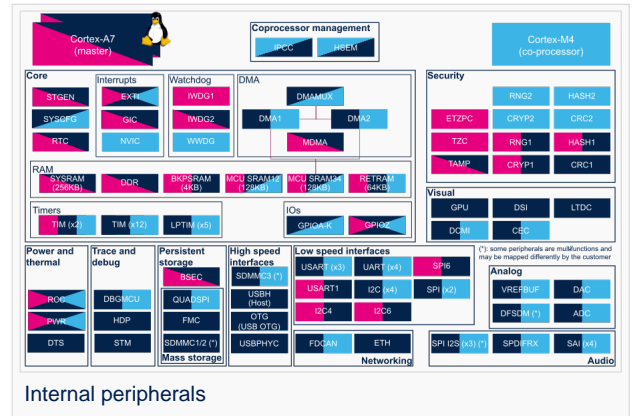 Cortex-A7
(master)
Coprocessor management
IPCC
HSEM
Cortex-M4
(co-processor)
Core
STGEN
SYSCFG
RTC
Interrupts
EXTI
GIC
NVIC
Watchdog
IWDG1
IWDG2
WWDG
DMA
DMAMUX
DMA1
DMA2
MDMA
Security
RNG2
HASH2
ETZPC
CRYP2
CRC2
TZC
RNG1
HASH1
TAMP
CRYP1
CRC1
RAM
SYSRAM
(256KB)
DDR
BKPSRAM
(4KB)
MCU SRAM12
(128KB)
MCU SRAM34
(128KB)
RETRAM
(64KB)
Visual
GPU
DSI
LTDC
DCMI
CEC
Timers
TIM (x2)
TIM (x12)
LPTIM (x5)
IOs
GPIOA-K
GPIOZ
(*): some peripherals are multifunctions and
may be mapped differently by the customer
Power and
thermal
RCC
PWR
DTS
Trace and
debug
DBGMCU
HDP
STM
Persistent
storage
BSEC
QUADSPI
FMC
SDMMC1/2 (*)
Mass storage
High speed
interfaces
SDMMC3 (*)
USBH
(Host)
OTG
(USB OTG)
USBPHYC
Low speed interfaces
USART (x3)
UART (x4)
SPI6
USART1
I2C (x4)
SPI (x2)
I2C4
I2C6
FDCAN
ETH
Networking
Analog
VREFBUF
DAC
DFSDM (*)
ADC
SPI I2S (x3) (*)
SPDIFRX
SAI (x4)
Audio
Internal peripherals